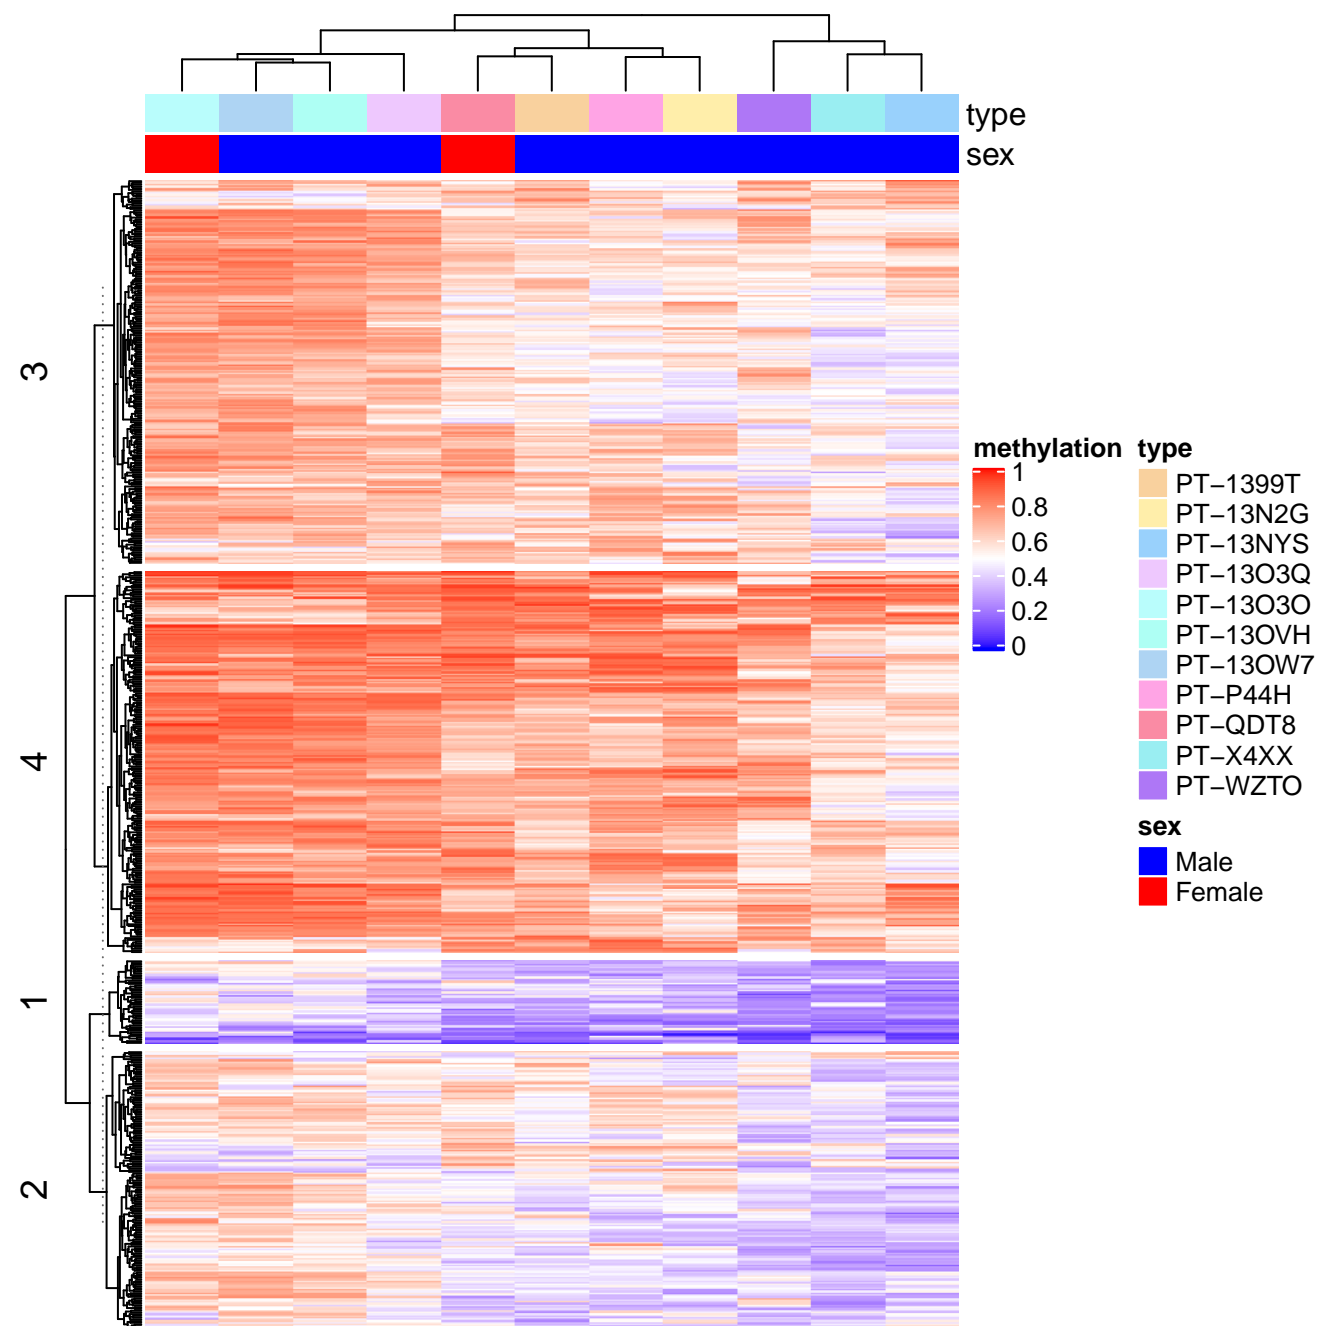 type
sex
3
4
1
2
methylation
1
0.8
0.6
0.4
0.2
0
type
PT−1399T
PT−13N2G
PT−13NYS
PT−13O3Q
PT−13O3O
PT−13OVH
PT−13OW7
PT−P44H
PT−QDT8
PT−X4XX
PT−WZTO
sex
Male
Female